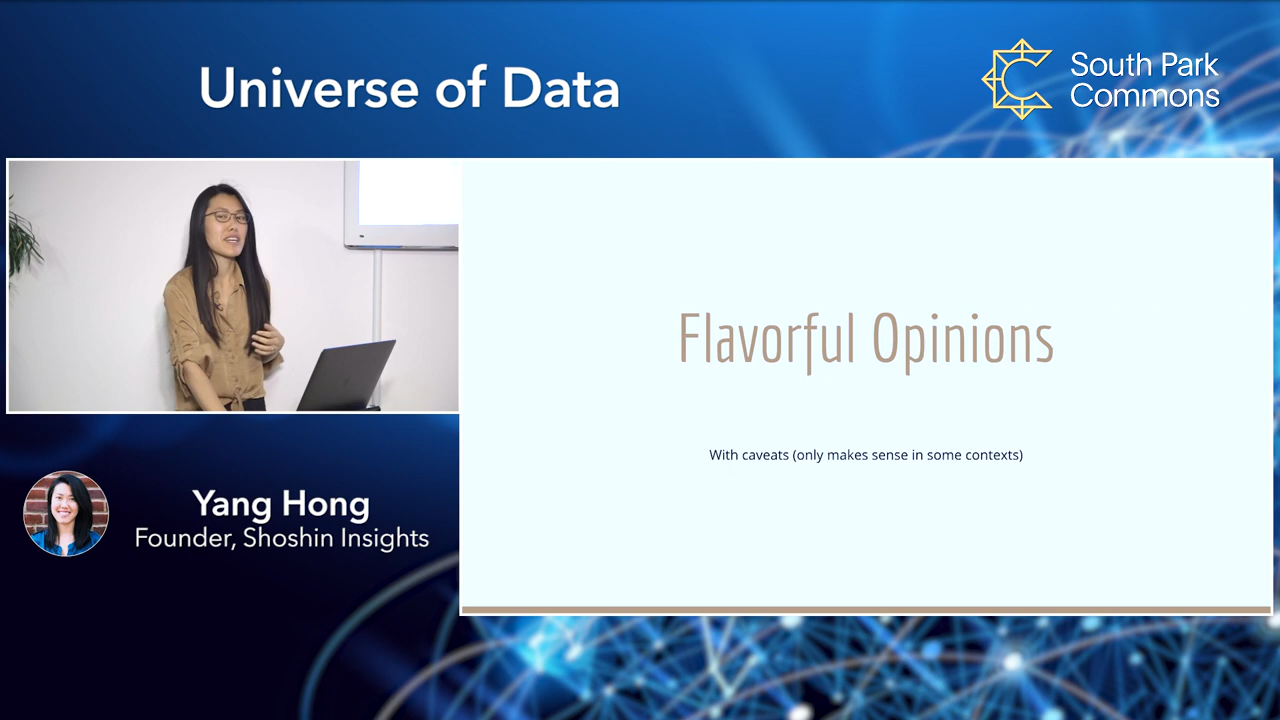 Universe of Data
South Park
Commons
Flavorful Opinions
With caveats (only makes sense in some contexts)
Yang Hong
Founder, Shoshin Insights